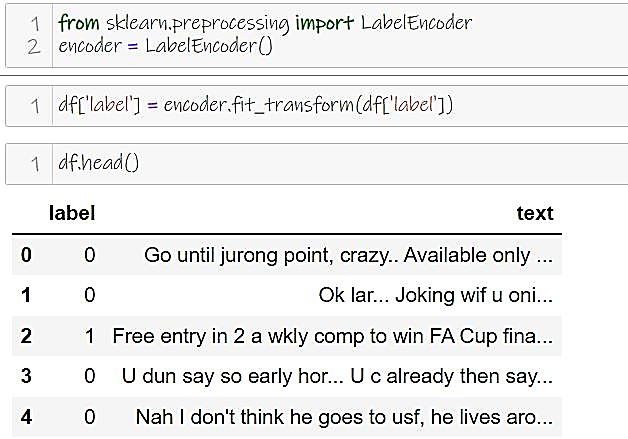 1 from sklearn.preprocessing import LabelEncoder
2 encoder = LabelEncoder()
1 df['label'] = encoder.fit_transform(df['label'])
1 df.head()
label text
0 0 Go until jurong point, crazy.. Available only ...
1 0 Ok lar... Joking wif u oni...
2 1 Free entry in 2 a wkly comp to win FA Cup fina...
3 0 U dun say so early hor... U c already then say...
4 0 Nah I don't think he goes to usf, he lives aro...